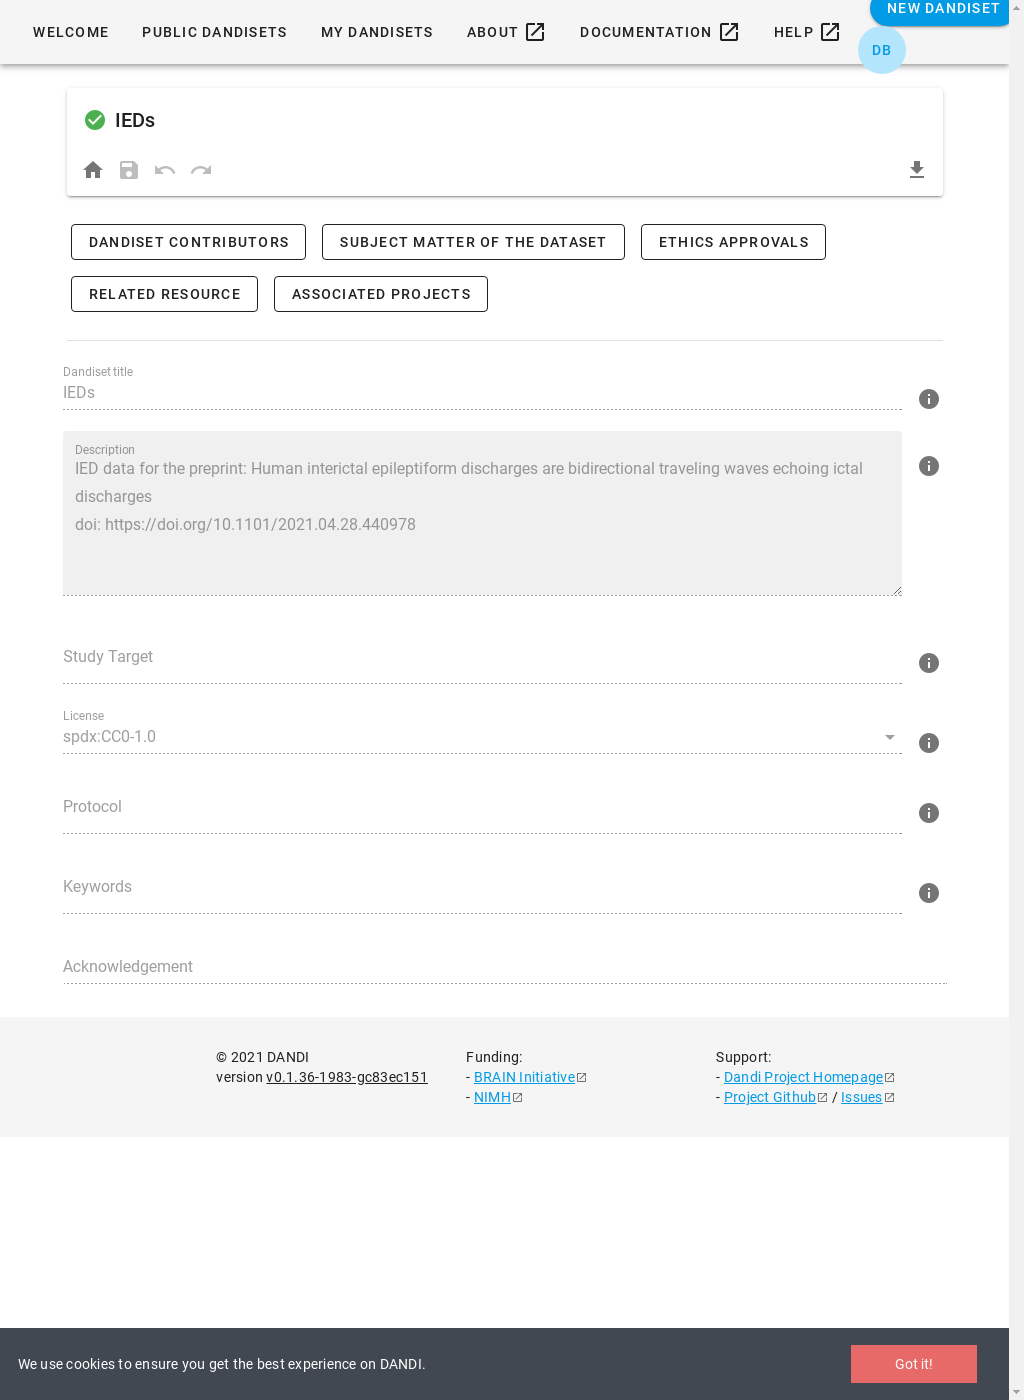 WELCOME PUBLIC DANDISETS MY DANDISETS ABOUT DOCUMENTATION HELP NEW DANDISET
DB
IEDs
DANDISET CONTRIBUTORS SUBJECT MATTER OF THE DATASET ETHICS APPROVALS
RELATED RESOURCE ASSOCIATED PROJECTS
Dandiset title
IEDs
Description
IED data for the preprint: Human interictal epileptiform discharges are bidirectional traveling waves echoing ictal
discharges
doi: https://doi.org/10.1101/2021.04.28.440978
Study Target
License
spdx:CC0-1.0
Protocol
Keywords
Acknowledgement
© 2021 DANDI
version v0.1.36-1983-gc83ec151
Funding:
- BRAIN Initiative
- NIMH
Support:
- Dandi Project Homepage
- Project Github / Issues
We use cookies to ensure you get the best experience on DANDI.
Got it!